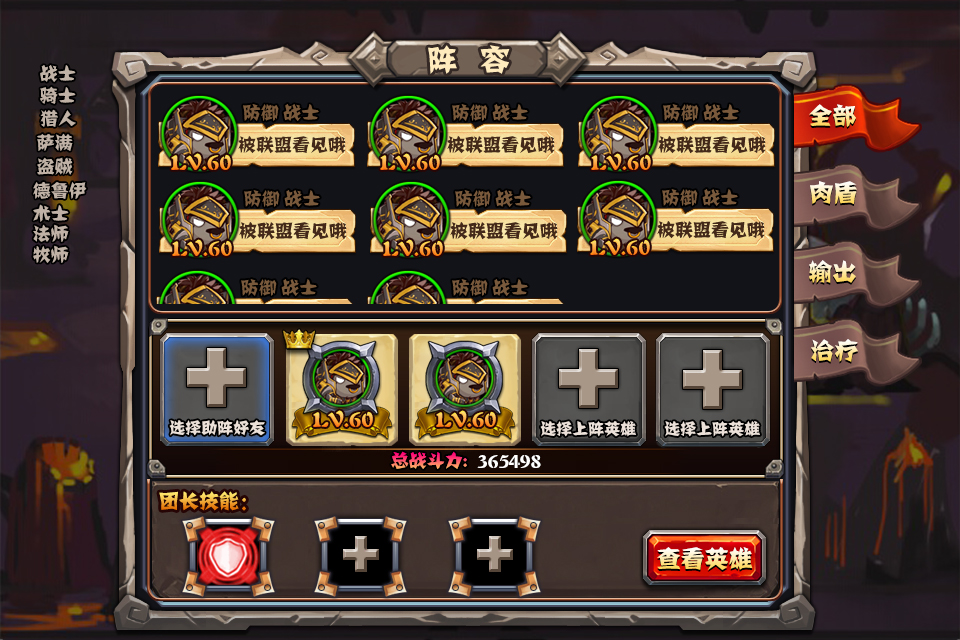 阵 容
战士
骑士
猎人
萨满
盗贼
德鲁伊
术士
法师
牧师
防御 战士
被联盟看见哦
LV.60
防御 战士
被联盟看见哦
LV.60
防御 战士
被联盟看见哦
LV.60
防御 战士
被联盟看见哦
LV.60
防御 战士
被联盟看见哦
LV.60
防御 战士
被联盟看见哦
LV.60
防御 战士
防御 战士
全部
肉盾
输出
治疗
选择助阵好友
LV.60
LV.60
选择上阵英雄
选择上阵英雄
总战斗力: 365498
团长技能:
查看英雄